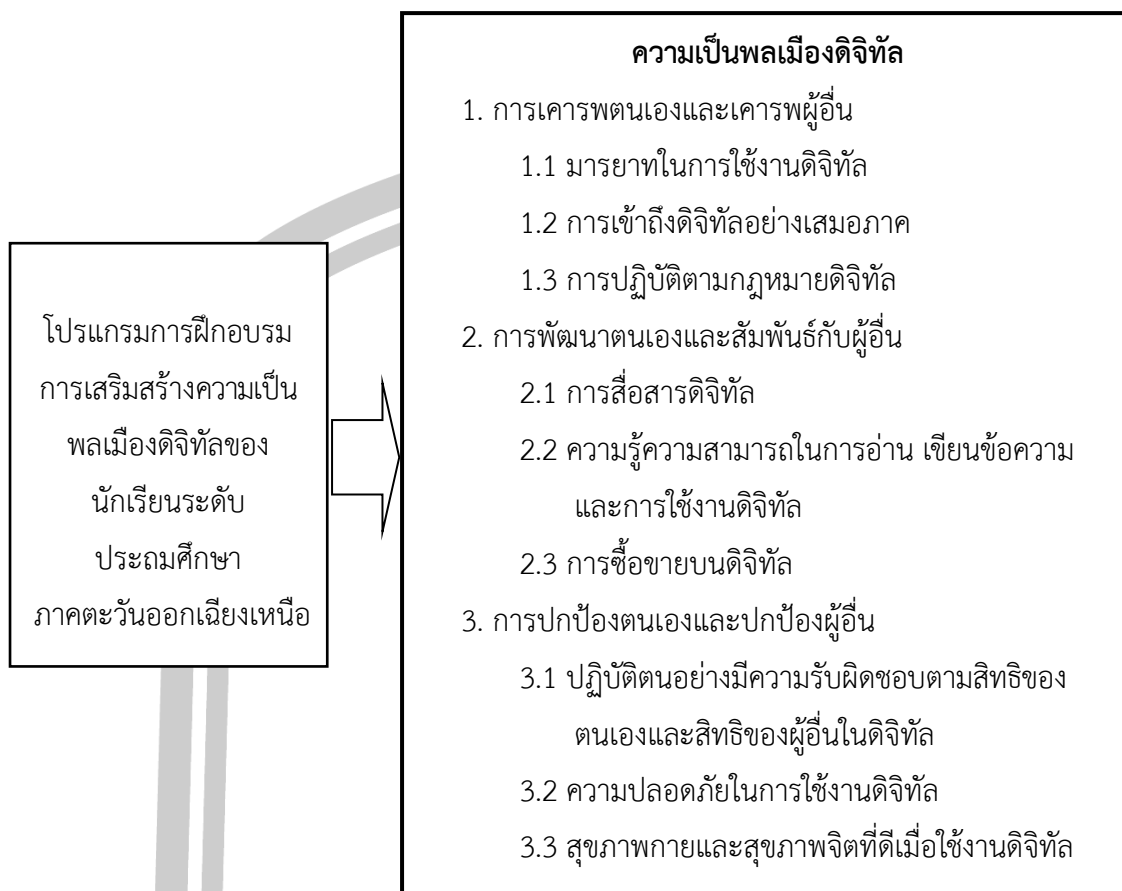 โปรแกรมการฝึกอบรม
การเสริมสร้างความเป็น
พลเมืองดิจิทัลของ
นักเรียนระดับ
ประถมศึกษา
ภาคตะวันออกเฉียงเหนือ
ความเป็นพลเมืองดิจิทัล
1. การเคารพตนเองและเคารพผู้อื่น
1.1 มารยาทในการใช้งานดิจิทัล
1.2 การเข้าถึงดิจิทัลอย่างเสมอภาค
1.3 การปฏิบัติตามกฎหมายดิจิทัล
2. การพัฒนาตนเองและสัมพันธ์กับผู้อื่น
2.1 การสื่อสารดิจิทัล
2.2 ความรู้ความสามารถในการอ่าน เขียนข้อความ
และการใช้งานดิจิทัล
2.3 การซื้อขายบนดิจิทัล
3. การปกป้องตนเองและปกป้องผู้อื่น
3.1 ปฏิบัติตนอย่างมีความรับผิดชอบตามสิทธิของ
ตนเองและสิทธิของผู้อื่นในดิจิทัล
3.2 ความปลอดภัยในการใช้งานดิจิทัล
3.3 สุขภาพกายและสุขภาพจิตที่ดีเมื่อใช้งานดิจิทัล